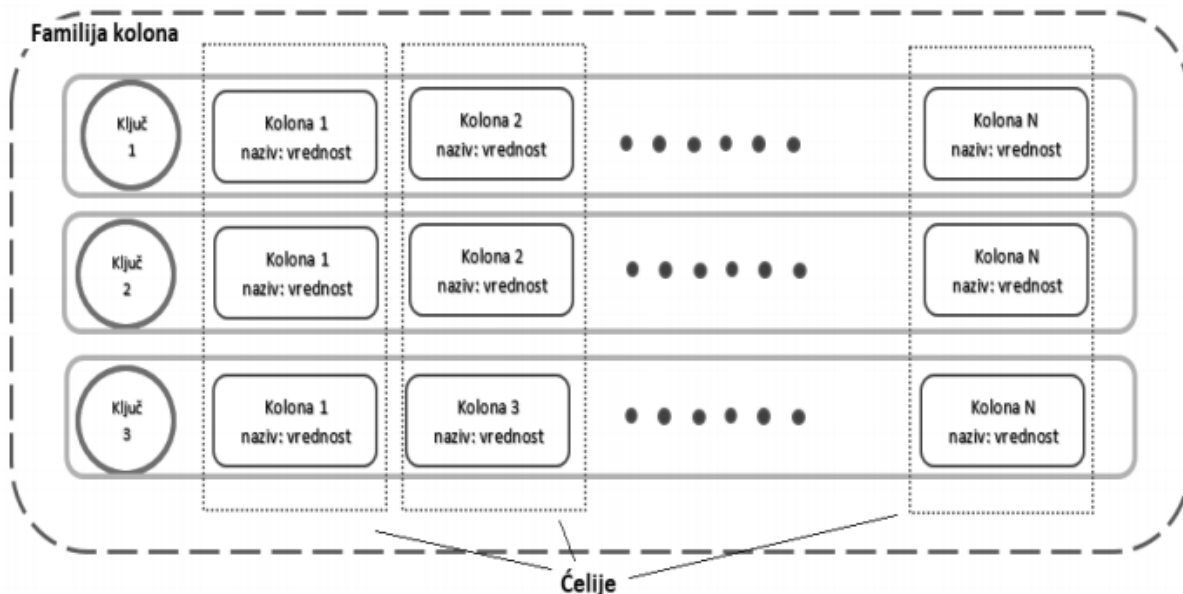 Familija kolona
Ključ
1
Kolona 1
naziv: vrednost
Kolona 2
naziv: vrednost
Kolona N
naziv: vrednost
Ključ
2
Kolona 1
naziv: vrednost
Kolona 2
naziv: vrednost
Kolona N
naziv: vrednost
Ključ
3
Kolona 1
naziv: vrednost
Kolona 3
naziv: vrednost
Kolona N
naziv: vrednost
Ćelije